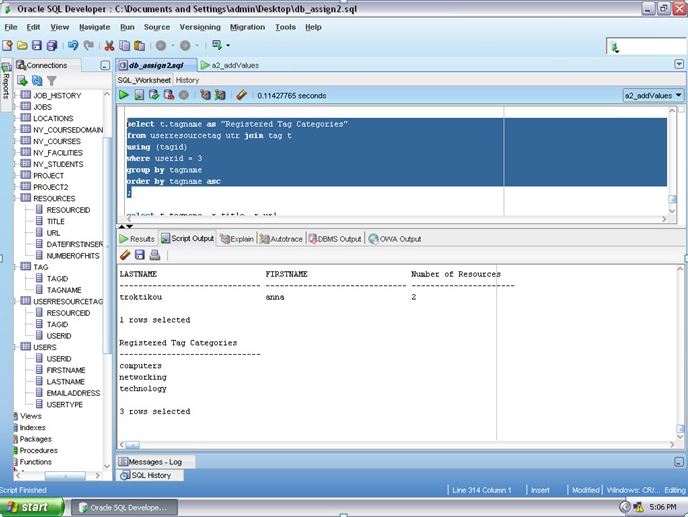 Oracle SQL Developer : C:\Documents and Settings\admin\Desktop\db_assign2.sql
File Edit View Navigate Run Source Versioning Migration Tools Help
Connections
Reports
JOB_HISTORY
JOBS
LOCATIONS
NV_COURSEDOMAIN
NV_COURSES
NV_FACILITIES
NV_STUDENTS
PROJECT
PROJECT2
RESOURCES
RESOURCEID
TITLE
URL
DATEFIRSTINSER
NUMBEROFHITS
TAG
TAGID
TAGNAME
USERRESOURCETAG
RESOURCEID
TAGID
USERID
USERS
USERID
FIRSTNAME
LASTNAME
EMAILADDRESS
USERTYPE
Views
Indexes
Packages
Procedures
Functions
db_assign2.sql a2_addValues
SQL_Worksheet History
0.11427765 seconds
a2_addValues
select t.tagname as "Registered Tag Categories"
from userresourcetag utr join tag t
using (tagid)
where userid = 3
group by tagname
order by tagname asc
;
select t.tagname, r.title, r.url
Results Script Output Explain Autotrace DBMS Output OWA Output
LASTNAME FIRSTNAME Number of Resources
---------------------------- ---------------------------- --------------------
troktikou anna 2
1 rows selected
Registered Tag Categories
----------------------------
computers
networking
technology
3 rows selected
Messages - Log
SQL History
Script Finished
Line 314 Column 1 Insert Modified Windows: CR/... Editing
start Oracle SQL Develope... 5:06 PM